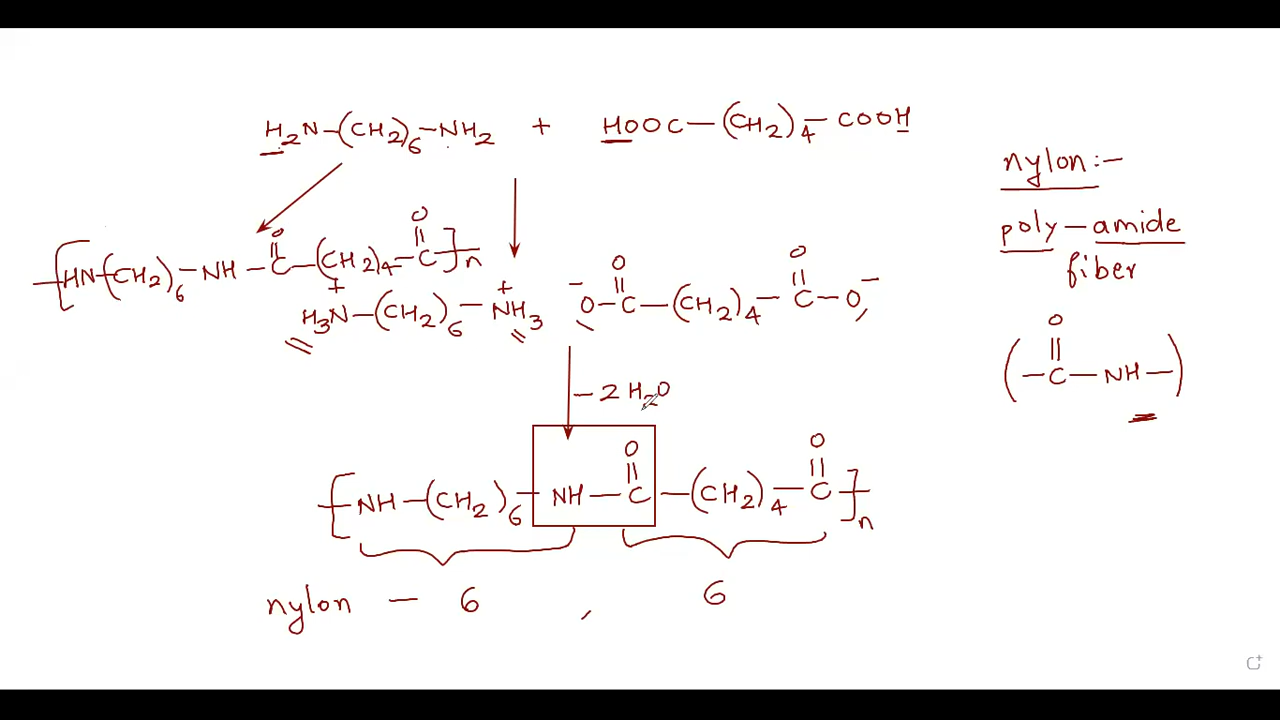 H2N—(CH2)6—NH2 + HOOC—(CH2)4—COOH
nylon:—
poly—amide
fiber
[HN—(CH2)6—NH—C(=O)—(CH2)4—C(=O)]n
H3N+—(CH2)6—NH3+ −O—C(=O)—(CH2)4—C(=O)—O−
(—C(=O)—NH—)
−2H2O
[NH—(CH2)6—NH—C(=O)—(CH2)4—C(=O)]n
nylon — 6 , 6